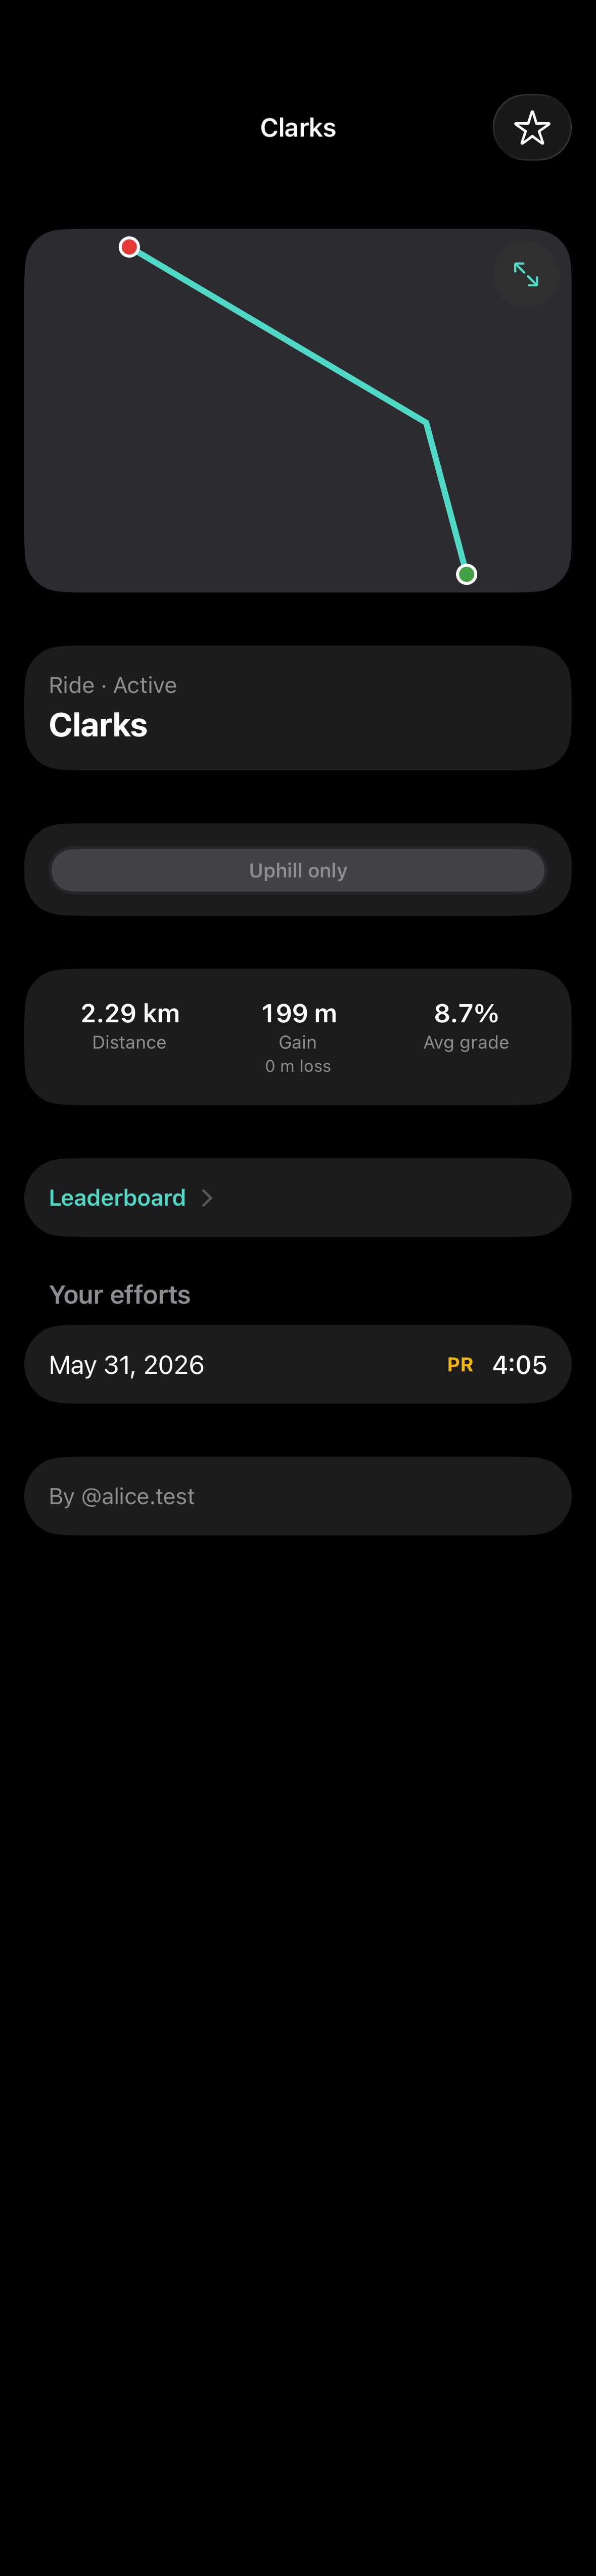 Clarks
Ride · Active
Clarks
Uphill only
2.29 km
Distance
199 m
Gain
0 m loss
8.7%
Avg grade
Leaderboard
Your efforts
May 31, 2026 PR 4:05
By @alice.test